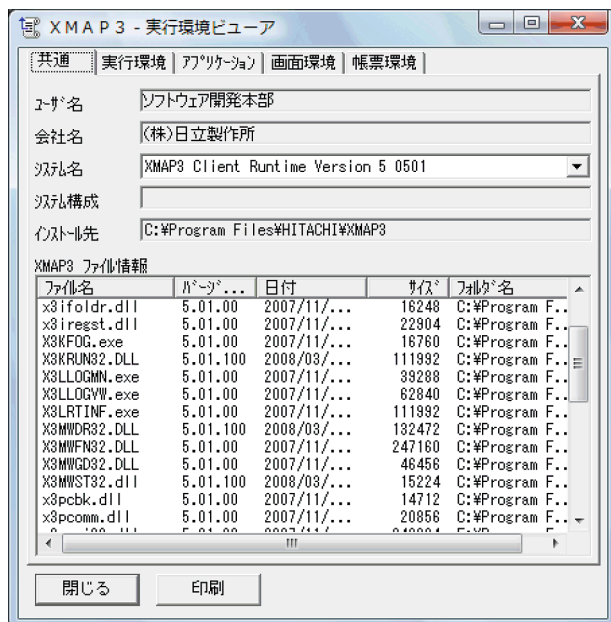 XMAP3 - 実行環境ビューア
共通 実行環境 アプリケーション 画面環境 帳票環境
ユーザ名 ソフトウェア開発本部
会社名 (株)日立製作所
システム名 XMAP3 Client Runtime Version 5 0501
システム構成
インストール先 C:¥Program Files¥HITACHI¥XMAP3
XMAP3 ファイル情報
ファイル名 バージ... 日付 サイズ フォルダ名
x3ifoldr.dll 5.01.00 2007/11/... 16248 C:¥Program F...
x3iregst.dll 5.01.00 2007/11/... 22904 C:¥Program F...
X3KFOG.exe 5.01.00 2007/11/... 16760 C:¥Program F...
X3KRUN32.DLL 5.01.100 2008/03/... 111992 C:¥Program F...
X3LLOGMN.exe 5.01.00 2007/11/... 39288 C:¥Program F...
X3LLOGVW.exe 5.01.00 2007/11/... 62840 C:¥Program F...
X3LRTINF.exe 5.01.00 2007/11/... 111992 C:¥Program F...
X3MWDR32.DLL 5.01.100 2008/03/... 132472 C:¥Program F...
X3MWFN32.DLL 5.01.00 2007/11/... 247160 C:¥Program F...
X3MWGD32.DLL 5.01.00 2007/11/... 46456 C:¥Program F...
X3MWST32.dll 5.01.100 2008/03/... 15224 C:¥Program F...
x3pcbk.dll 5.01.00 2007/11/... 14712 C:¥Program F...
x3pcomm.dll 5.01.00 2007/11/... 20856 C:¥Program F...
閉じる 印刷